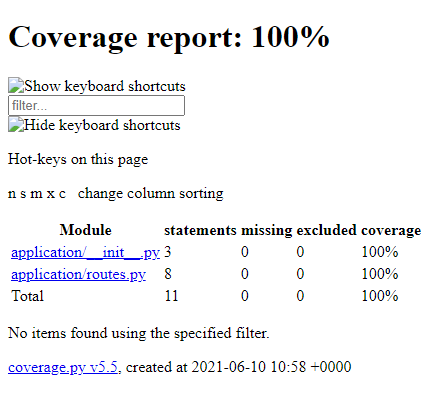 Coverage report: 100%
Show keyboard shortcuts
filter...
Hide keyboard shortcuts
Hot-keys on this page
n s m x c   change column sorting
Module statements missing excluded coverage
application/__init__.py 3 0 0 100%
application/routes.py 8 0 0 100%
Total 11 0 0 100%
No items found using the specified filter.
coverage.py v5.5, created at 2021-06-10 10:58 +0000